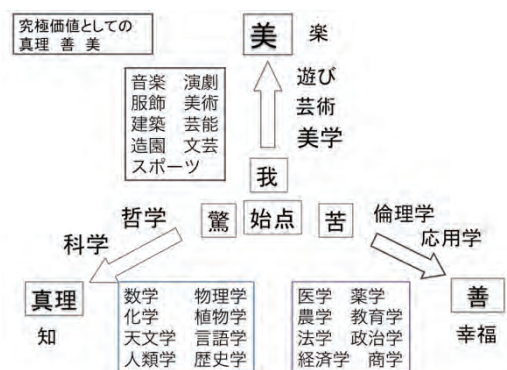 究極価値としての
真理 善 美
美 楽
音楽 演劇
服飾 美術
建築 芸能
造園 文芸
スポーツ
遊び
芸術
美学
我
驚 始点 苦
哲学
科学
倫理学
応用学
真理
知
数学 物理学
化学 植物学
天文学 言語学
人類学 歴史学
医学 薬学
農学 教育学
法学 政治学
経済学 商学
善
幸福